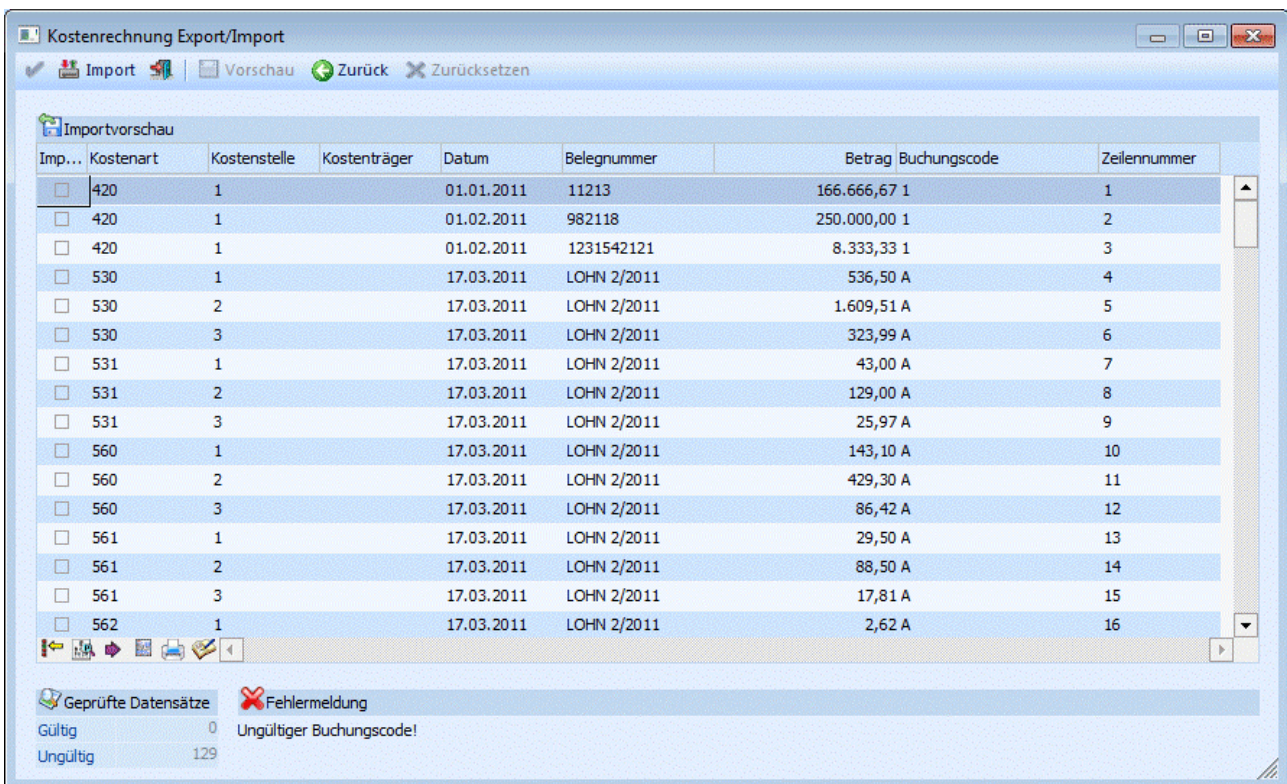 Kostenrechnung Export/Import
Import Vorschau Zurück Zurücksetzen
Importvorschau
Imp... Kostenart Kostenstelle Kostenträger Datum Belegnummer Betrag Buchungscode Zeilennummer
420 1 01.01.2011 11213 166.666,67 1 1
420 1 01.02.2011 982118 250.000,00 1 2
420 1 01.02.2011 1231542121 8.333,33 1 3
530 1 17.03.2011 LOHN 2/2011 536,50 A 4
530 2 17.03.2011 LOHN 2/2011 1.609,51 A 5
530 3 17.03.2011 LOHN 2/2011 323,99 A 6
531 1 17.03.2011 LOHN 2/2011 43,00 A 7
531 2 17.03.2011 LOHN 2/2011 129,00 A 8
531 3 17.03.2011 LOHN 2/2011 25,97 A 9
560 1 17.03.2011 LOHN 2/2011 143,10 A 10
560 2 17.03.2011 LOHN 2/2011 429,30 A 11
560 3 17.03.2011 LOHN 2/2011 86,42 A 12
561 1 17.03.2011 LOHN 2/2011 29,50 A 13
561 2 17.03.2011 LOHN 2/2011 88,50 A 14
561 3 17.03.2011 LOHN 2/2011 17,81 A 15
562 1 17.03.2011 LOHN 2/2011 2,62 A 16
Geprüfte Datensätze Fehlermeldung
Gültig 0 Ungültiger Buchungscode!
Ungültig 129